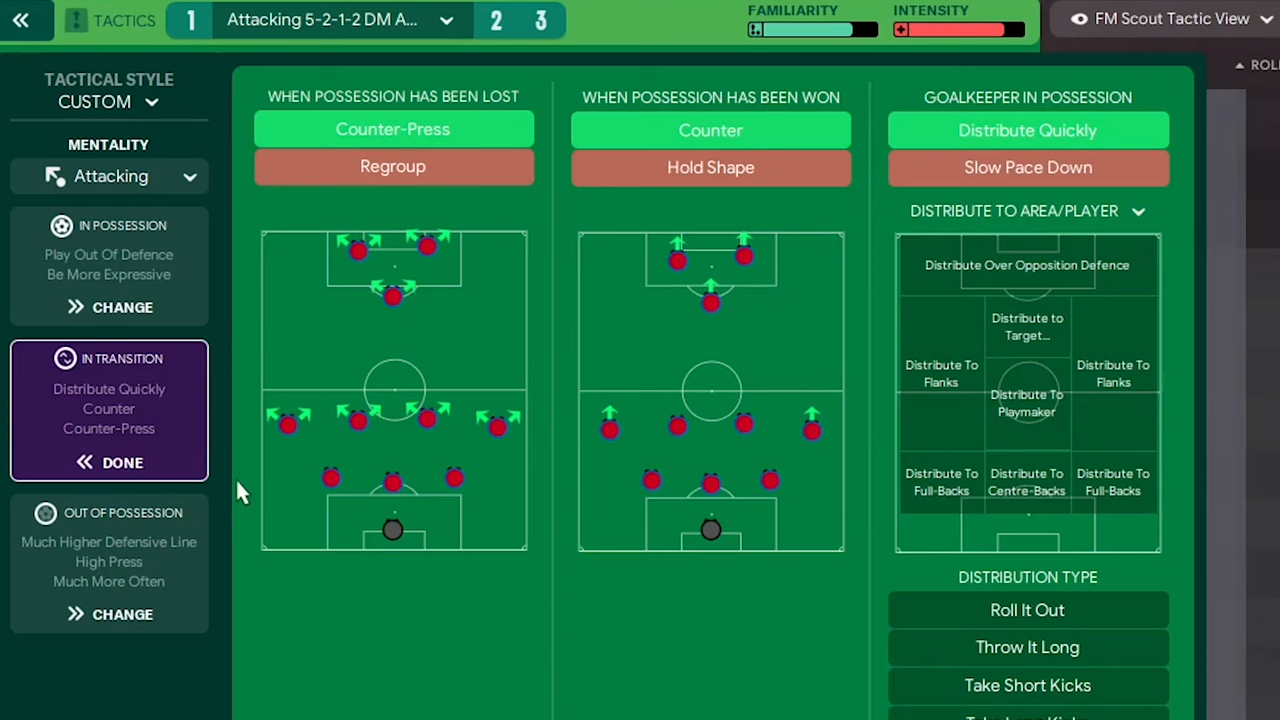 TACTICS
1
Attacking 5-2-1-2 DM A...
2
3
FAMILIARITY
INTENSITY
FM Scout Tactic View
TACTICAL STYLE
CUSTOM
MENTALITY
Attacking
IN POSSESSION
Play Out Of Defence
Be More Expressive
CHANGE
IN TRANSITION
Distribute Quickly
Counter
Counter-Press
DONE
OUT OF POSSESSION
Much Higher Defensive Line
High Press
Much More Often
CHANGE
WHEN POSSESSION HAS BEEN LOST
Counter-Press
Regroup
WHEN POSSESSION HAS BEEN WON
Counter
Hold Shape
GOALKEEPER IN POSSESSION
Distribute Quickly
Slow Pace Down
DISTRIBUTE TO AREA/PLAYER
Distribute Over Opposition Defence
Distribute to
Target...
Distribute To
Flanks
Distribute To
Playmaker
Distribute To
Flanks
Distribute To
Full-Backs
Distribute To
Centre-Backs
Distribute To
Full-Backs
DISTRIBUTION TYPE
Roll It Out
Throw It Long
Take Short Kicks